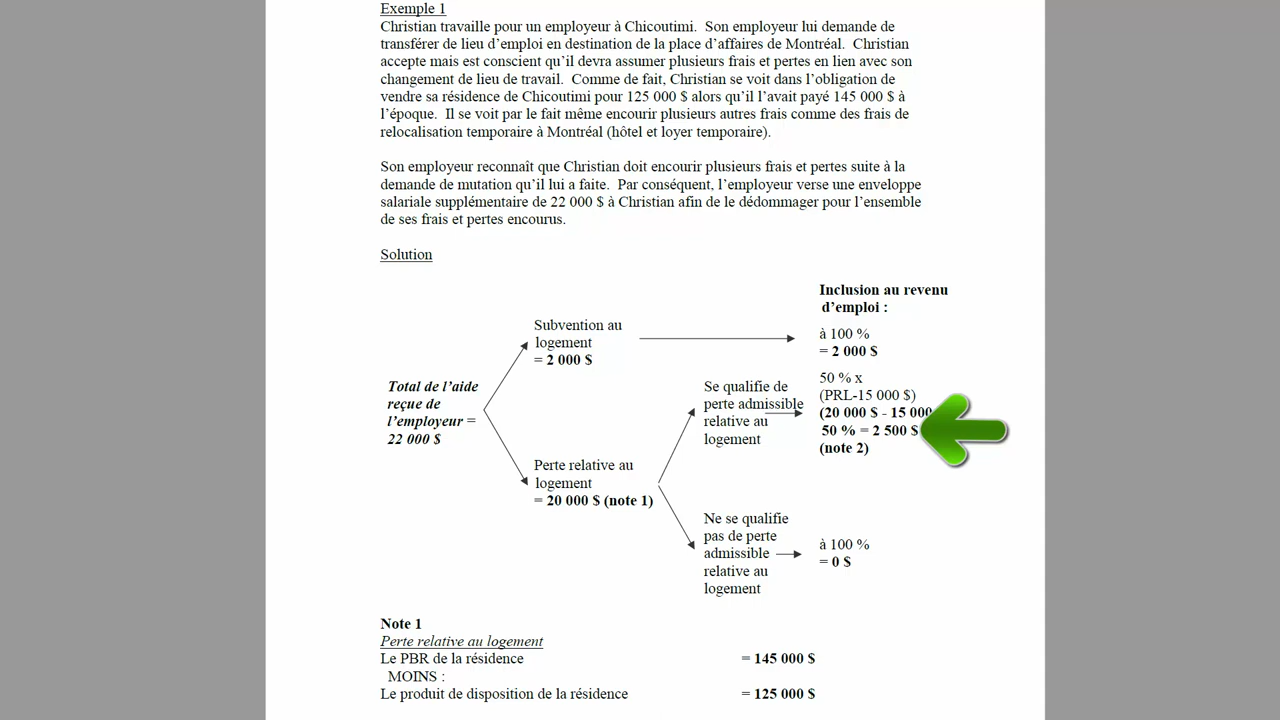 Exemple 1
Christian travaille pour un employeur à Chicoutimi. Son employeur lui demande de
transférer de lieu d'emploi en destination de la place d'affaires de Montréal. Christian
accepte mais est conscient qu'il devra assumer plusieurs frais et pertes en lien avec son
changement de lieu de travail. Comme de fait, Christian se voit dans l'obligation de
vendre sa résidence de Chicoutimi pour 125 000 $ alors qu'il l'avait payé 145 000 $ à
l'époque. Il se voit par le fait même encourir plusieurs autres frais comme des frais de
relocalisation temporaire à Montréal (hôtel et loyer temporaire).
Son employeur reconnaît que Christian doit encourir plusieurs frais et pertes suite à la
demande de mutation qu'il lui a faite. Par conséquent, l'employeur verse une enveloppe
salariale supplémentaire de 22 000 $ à Christian afin de le dédommager pour l'ensemble
de ses frais et pertes encourus.
Solution
Inclusion au revenu
d'emploi :
Subvention au
logement
= 2 000 $
à 100 %
= 2 000 $
Total de l'aide
reçue de
l'employeur =
22 000 $
Se qualifie de
perte admissible
relative au
logement
50 % x
(PRL-15 000 $)
(20 000 $ - 15 000
50 % = 2 500 $
(note 2)
Perte relative au
logement
= 20 000 $ (note 1)
Ne se qualifie
pas de perte
admissible
relative au
logement
à 100 %
= 0 $
Note 1
Perte relative au logement
Le PBR de la résidence = 145 000 $
MOINS :
Le produit de disposition de la résidence = 125 000 $